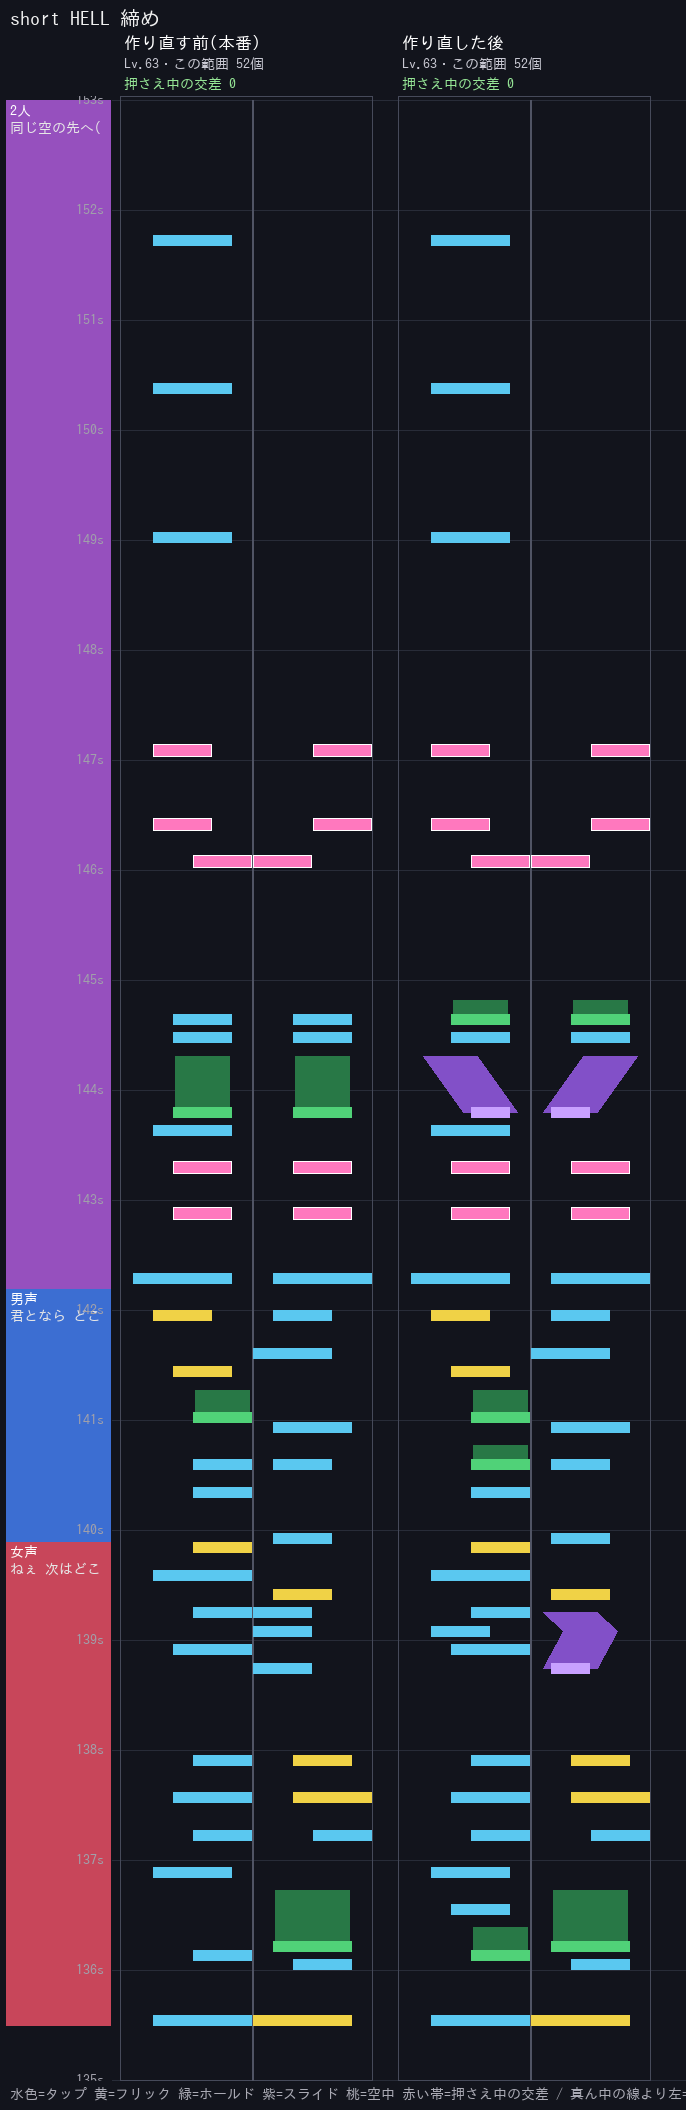 short HELL 締め
作り直す前(本番)
Lv.63・この範囲 52個
押さえ中の交差 0
作り直した後
Lv.63・この範囲 52個
押さえ中の交差 0
153s
2人
同じ空の先へ(
152s
151s
150s
149s
148s
147s
146s
145s
144s
143s
男声
君となら どこ
142s
141s
140s
女声
ねぇ 次はどこ
139s
138s
137s
136s
135s
水色=タップ 黄=フリック 緑=ホールド 紫=スライド 桃=空中 赤い帯=押さえ中の交差 / 真ん中の線より左=